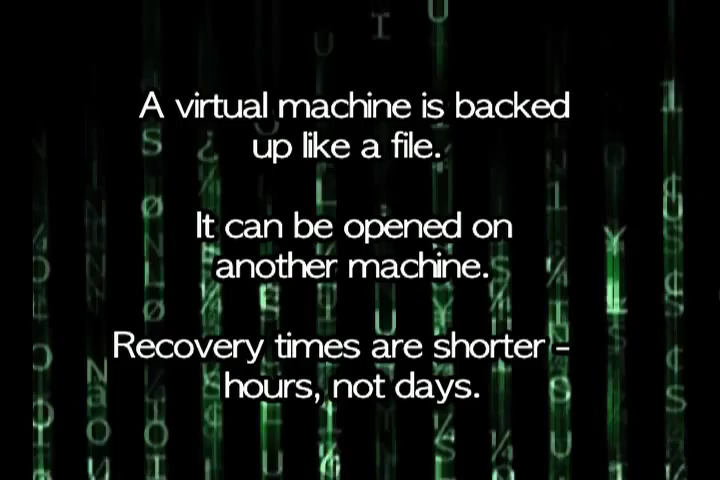 A virtual machine is backed
up like a file.
It can be opened on
another machine.
Recovery times are shorter -
hours, not days.